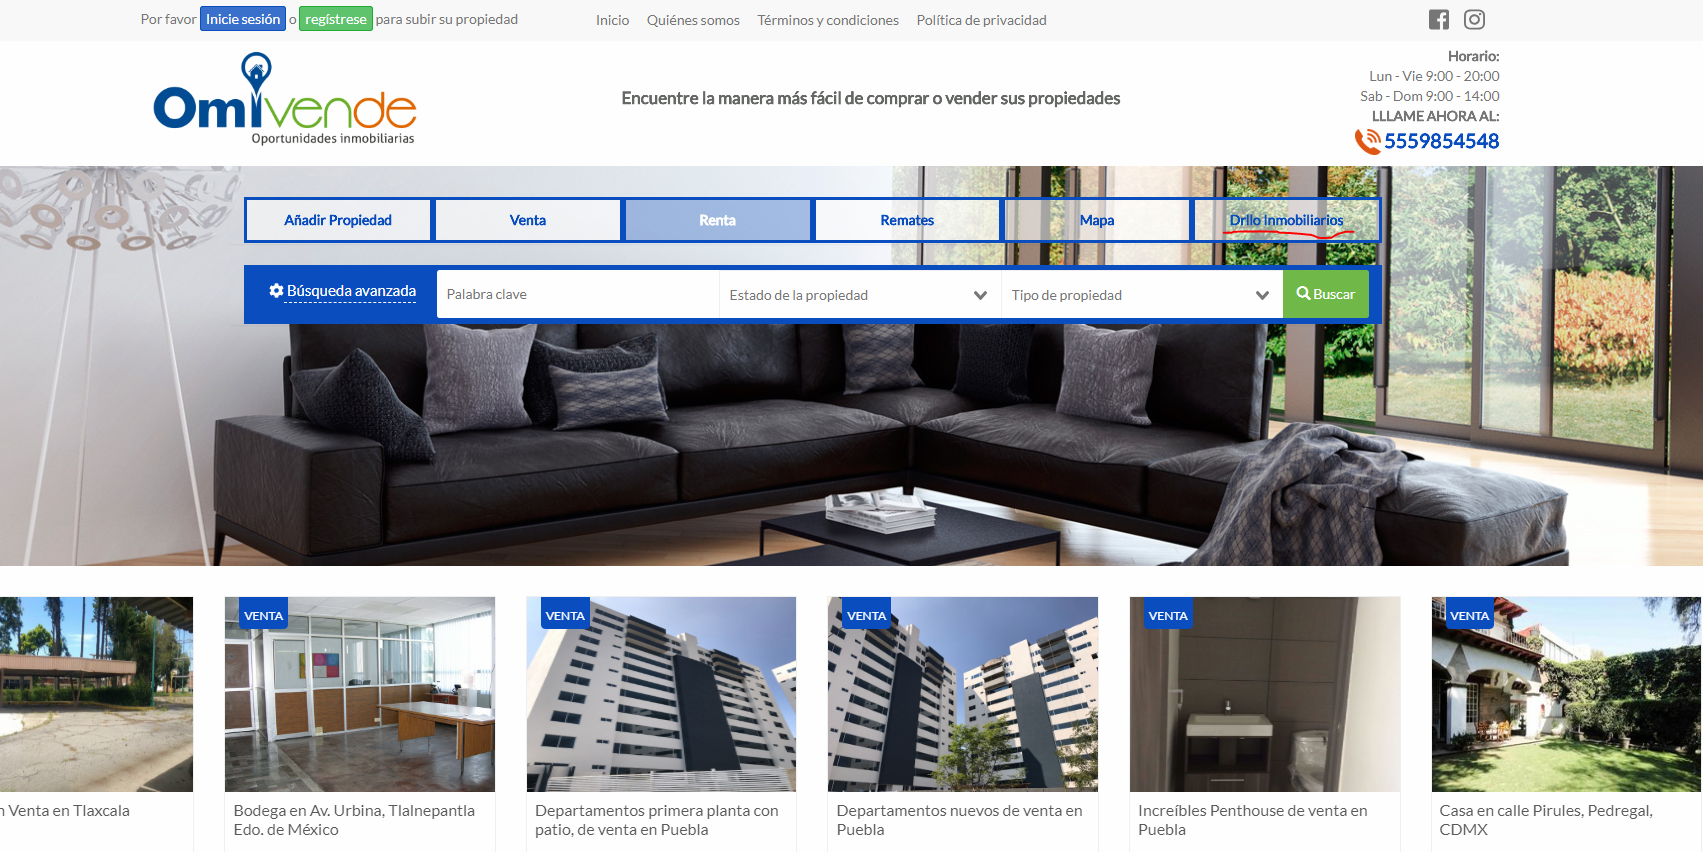 Por favor Inicie sesión o regístrese para subir su propiedad
Inicio Quiénes somos Términos y condiciones Política de privacidad
Omivende
Oportunidades inmobiliarias
Encuentre la manera más fácil de comprar o vender sus propiedades
Horario:
Lun - Vie 9:00 - 20:00
Sab - Dom 9:00 - 14:00
LLLAME AHORA AL:
5559854548
Añadir Propiedad Venta Renta Remates Mapa Drllo Inmobiliarios
Búsqueda avanzada Palabra clave Estado de la propiedad Tipo de propiedad Buscar
VENTA VENTA VENTA VENTA VENTA
Venta en Tlaxcala
Bodega en Av. Urbina, Tlalnepantla
Edo. de México
Departamentos primera planta con
patio, de venta en Puebla
Departamentos nuevos de venta en
Puebla
Increíbles Penthouse de venta en
Puebla
Casa en calle Pirules, Pedregal,
CDMX